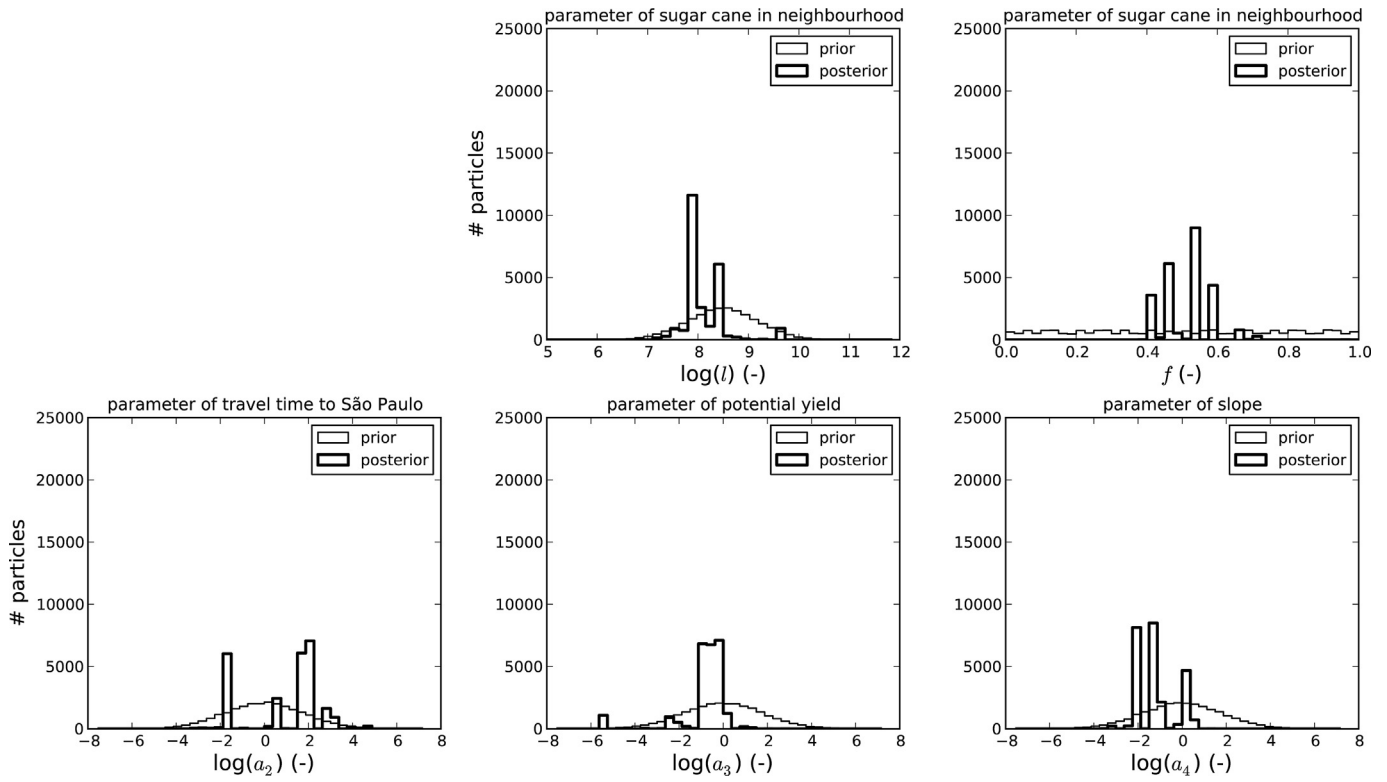 parameter of sugar cane in neighbourhood
prior
posterior
25000
20000
15000
10000
5000
0
# particles
5 6 7 8 9 10 11 12
log(l) (-)
parameter of sugar cane in neighbourhood
prior
posterior
25000
20000
15000
10000
5000
0
0.0 0.2 0.4 0.6 0.8 1.0
f (-)
parameter of travel time to São Paulo
prior
posterior
25000
20000
15000
10000
5000
0
# particles
−8 −6 −4 −2 0 2 4 6 8
log(a₂) (-)
parameter of potential yield
prior
posterior
25000
20000
15000
10000
5000
0
−8 −6 −4 −2 0 2 4 6 8
log(a₃) (-)
parameter of slope
prior
posterior
25000
20000
15000
10000
5000
0
−8 −6 −4 −2 0 2 4 6 8
log(a₄) (-)